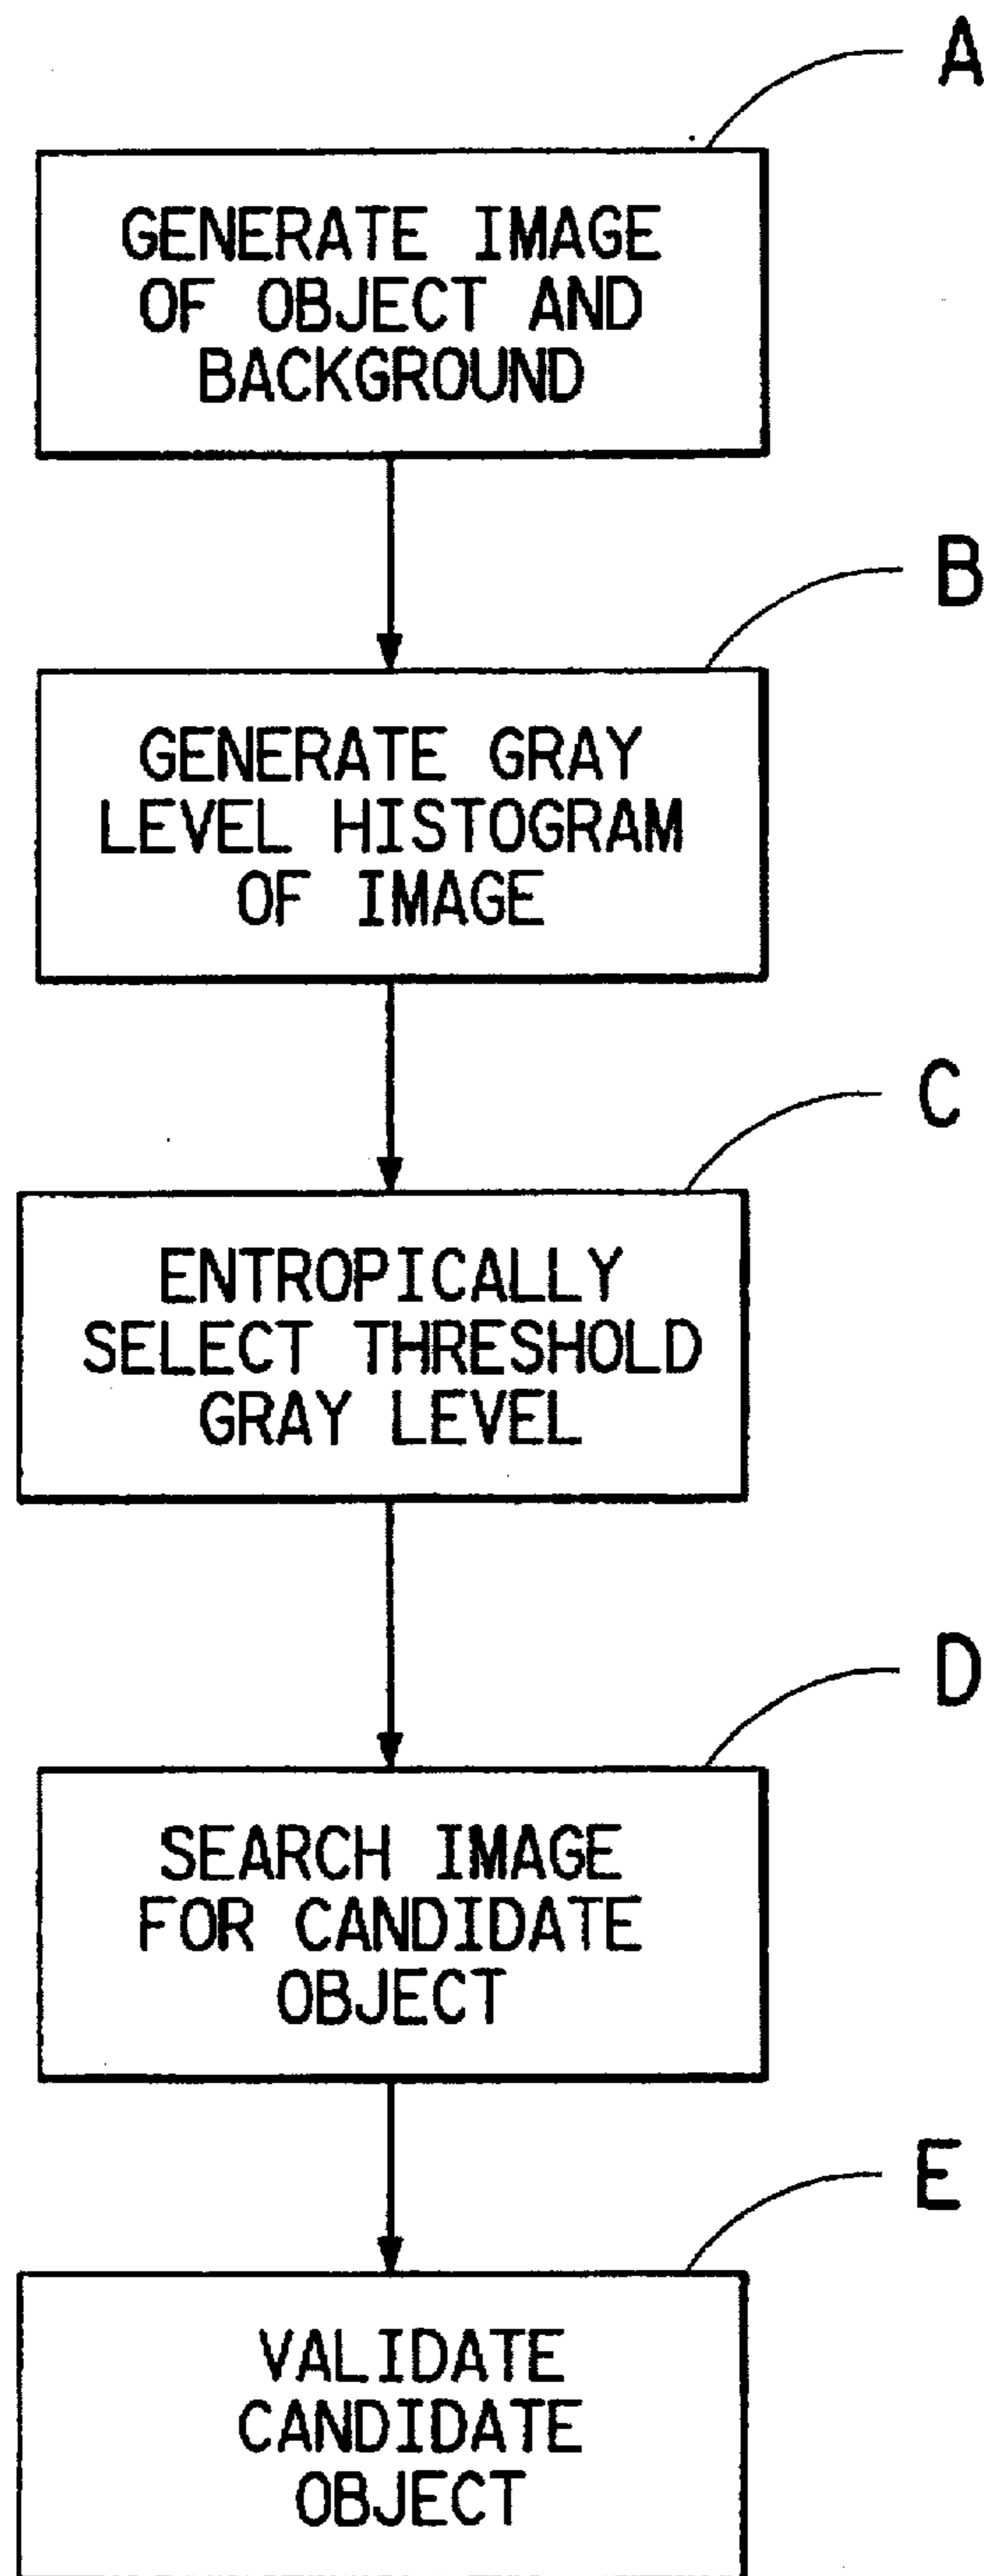 A
GENERATE IMAGE
OF OBJECT AND
BACKGROUND
B
GENERATE GRAY
LEVEL HISTOGRAM
OF IMAGE
C
ENTROPICALLY
SELECT THRESHOLD
GRAY LEVEL
D
SEARCH IMAGE
FOR CANDIDATE
OBJECT
E
VALIDATE
CANDIDATE
OBJECT